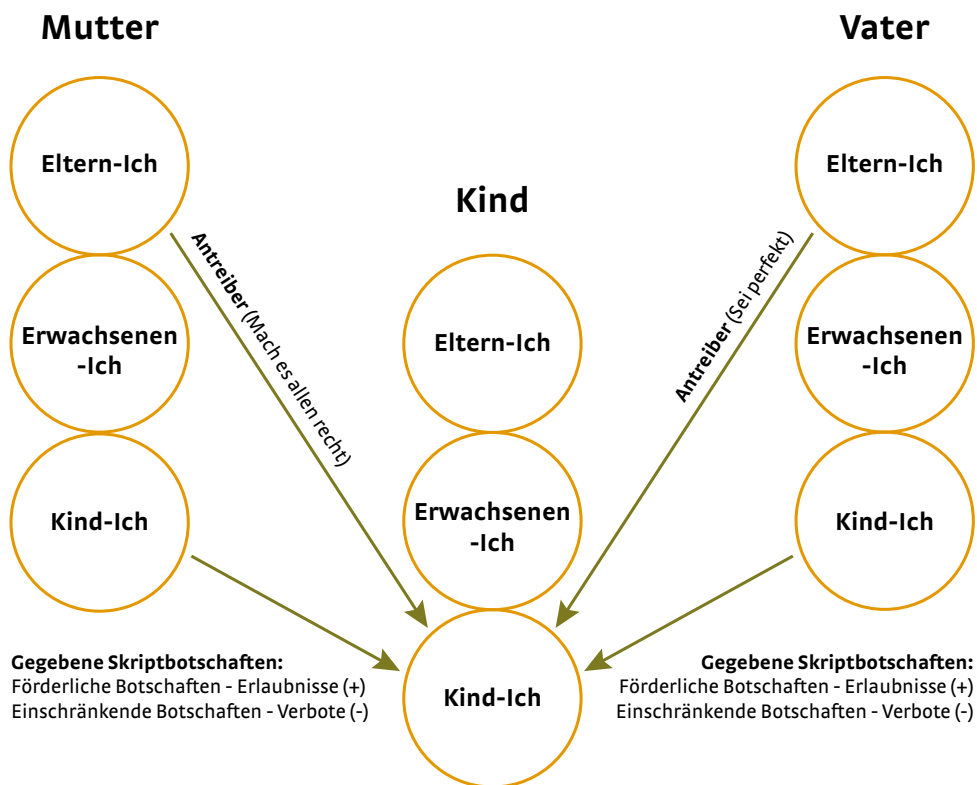 Mutter
Vater
Eltern-Ich
Eltern-Ich
Kind
Antreiber (Mach es allen recht)
Antreiber (Sei perfekt)
Erwachsenen
-Ich
Eltern-Ich
Erwachsenen
-Ich
Kind-Ich
Erwachsenen
-Ich
Kind-Ich
Gegebene Skriptbotschaften:
Förderliche Botschaften - Erlaubnisse (+)
Einschränkende Botschaften - Verbote (-)
Kind-Ich
Gegebene Skriptbotschaften:
Förderliche Botschaften - Erlaubnisse (+)
Einschränkende Botschaften - Verbote (-)